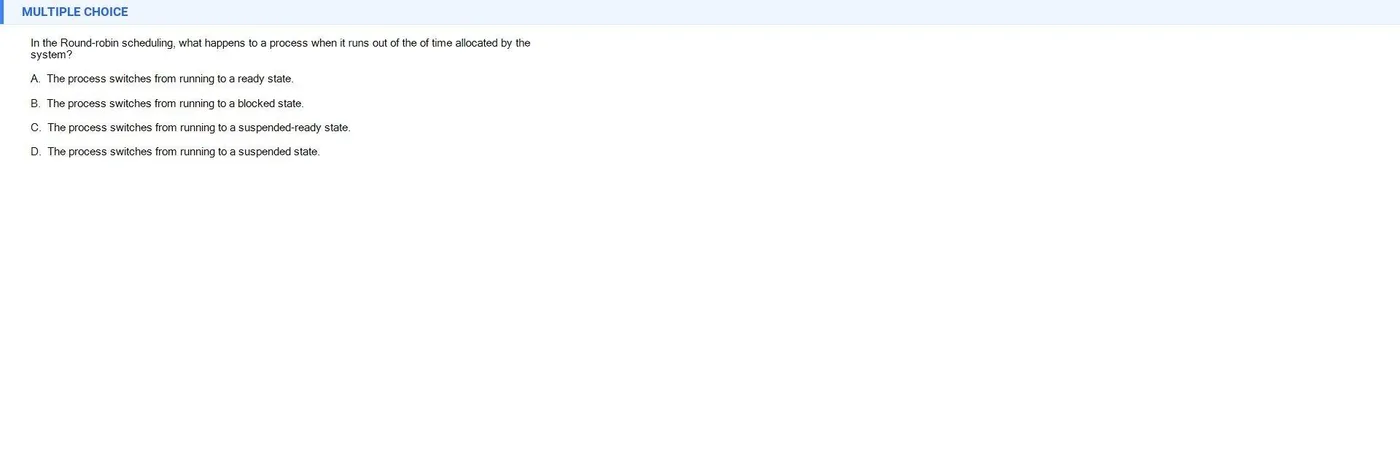 MULTIPLE CHOICE
In the Round-robin scheduling, what happens to a process when it runs out of the of time allocated by the
system?
A. The process switches from running to a ready state.
B. The process switches from running to a blocked state.
C. The process switches from running to a suspended-ready state.
D. The process switches from running to a suspended state.